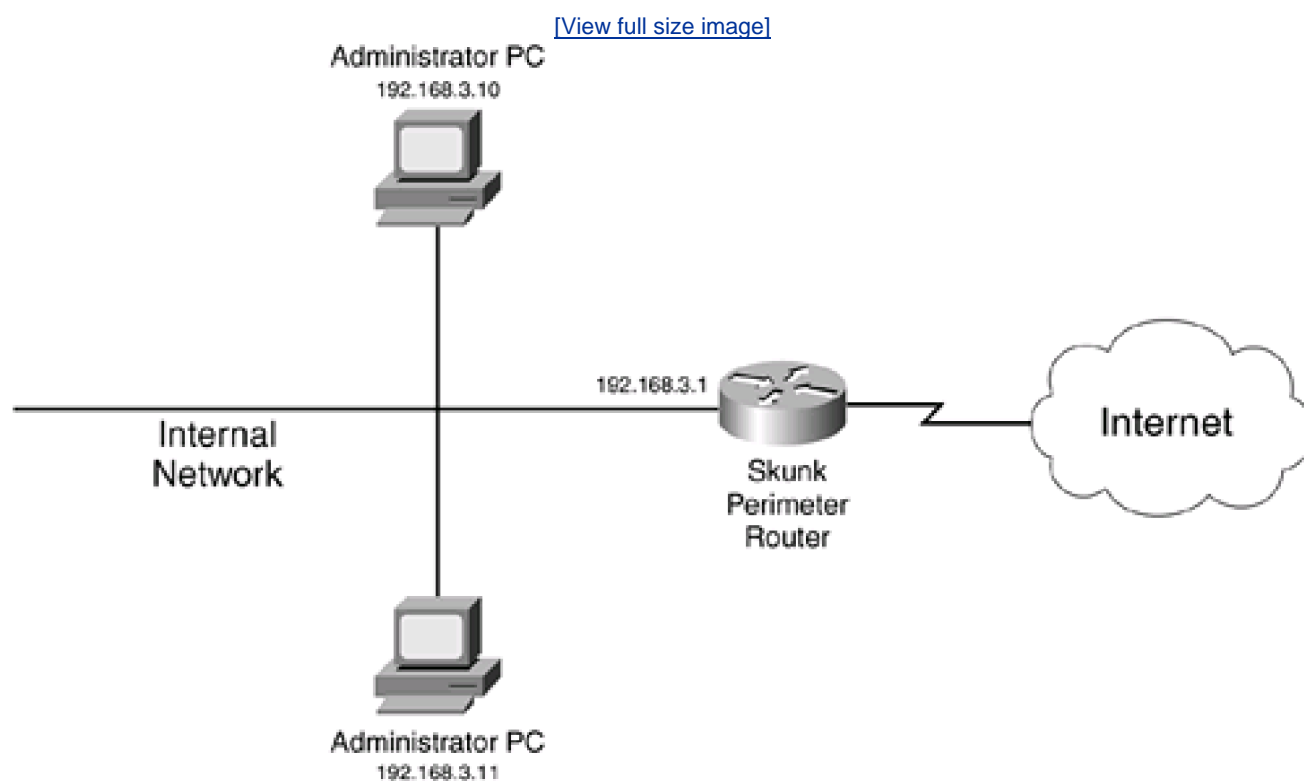 [View full size image]
Administrator PC
192.168.3.10
192.168.3.1
Internal
Network
Skunk
Perimeter
Router
Internet
Administrator PC
192.168.3.11